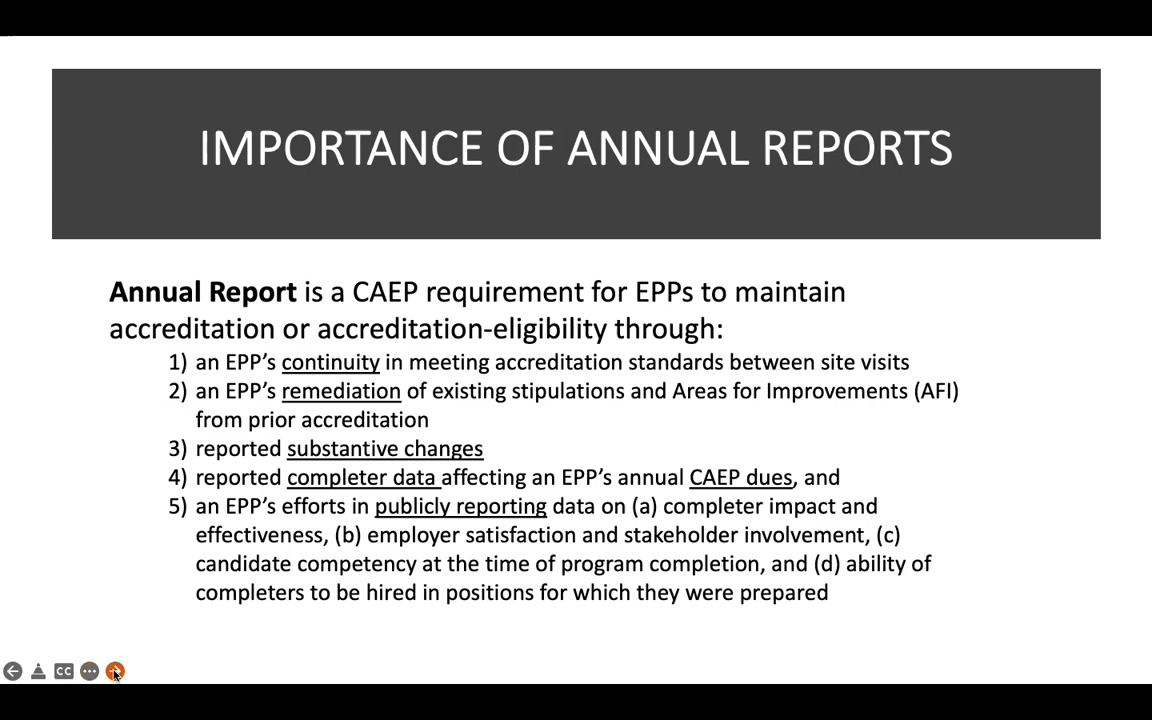 IMPORTANCE OF ANNUAL REPORTS
Annual Report is a CAEP requirement for EPPs to maintain
accreditation or accreditation-eligibility through:
1) an EPP’s continuity in meeting accreditation standards between site visits
2) an EPP’s remediation of existing stipulations and Areas for Improvements (AFI)
from prior accreditation
3) reported substantive changes
4) reported completer data affecting an EPP’s annual CAEP dues, and
5) an EPP’s efforts in publicly reporting data on (a) completer impact and
effectiveness, (b) employer satisfaction and stakeholder involvement, (c)
candidate competency at the time of program completion, and (d) ability of
completers to be hired in positions for which they were prepared
CC